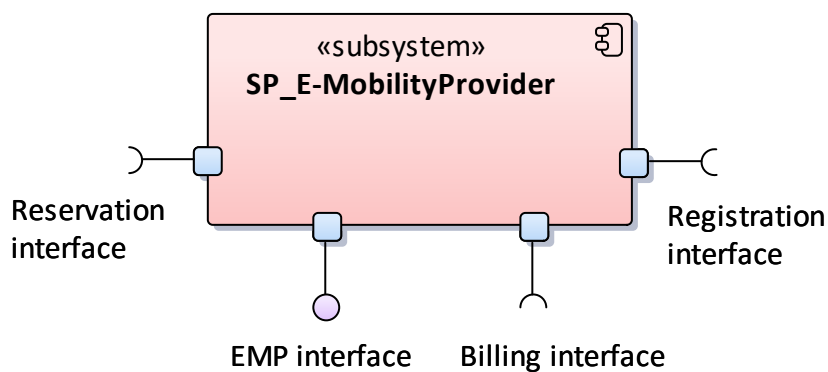 «subsystem»
SP_E-MobilityProvider
Reservation
interface
Registration
interface
EMP interface
Billing interface